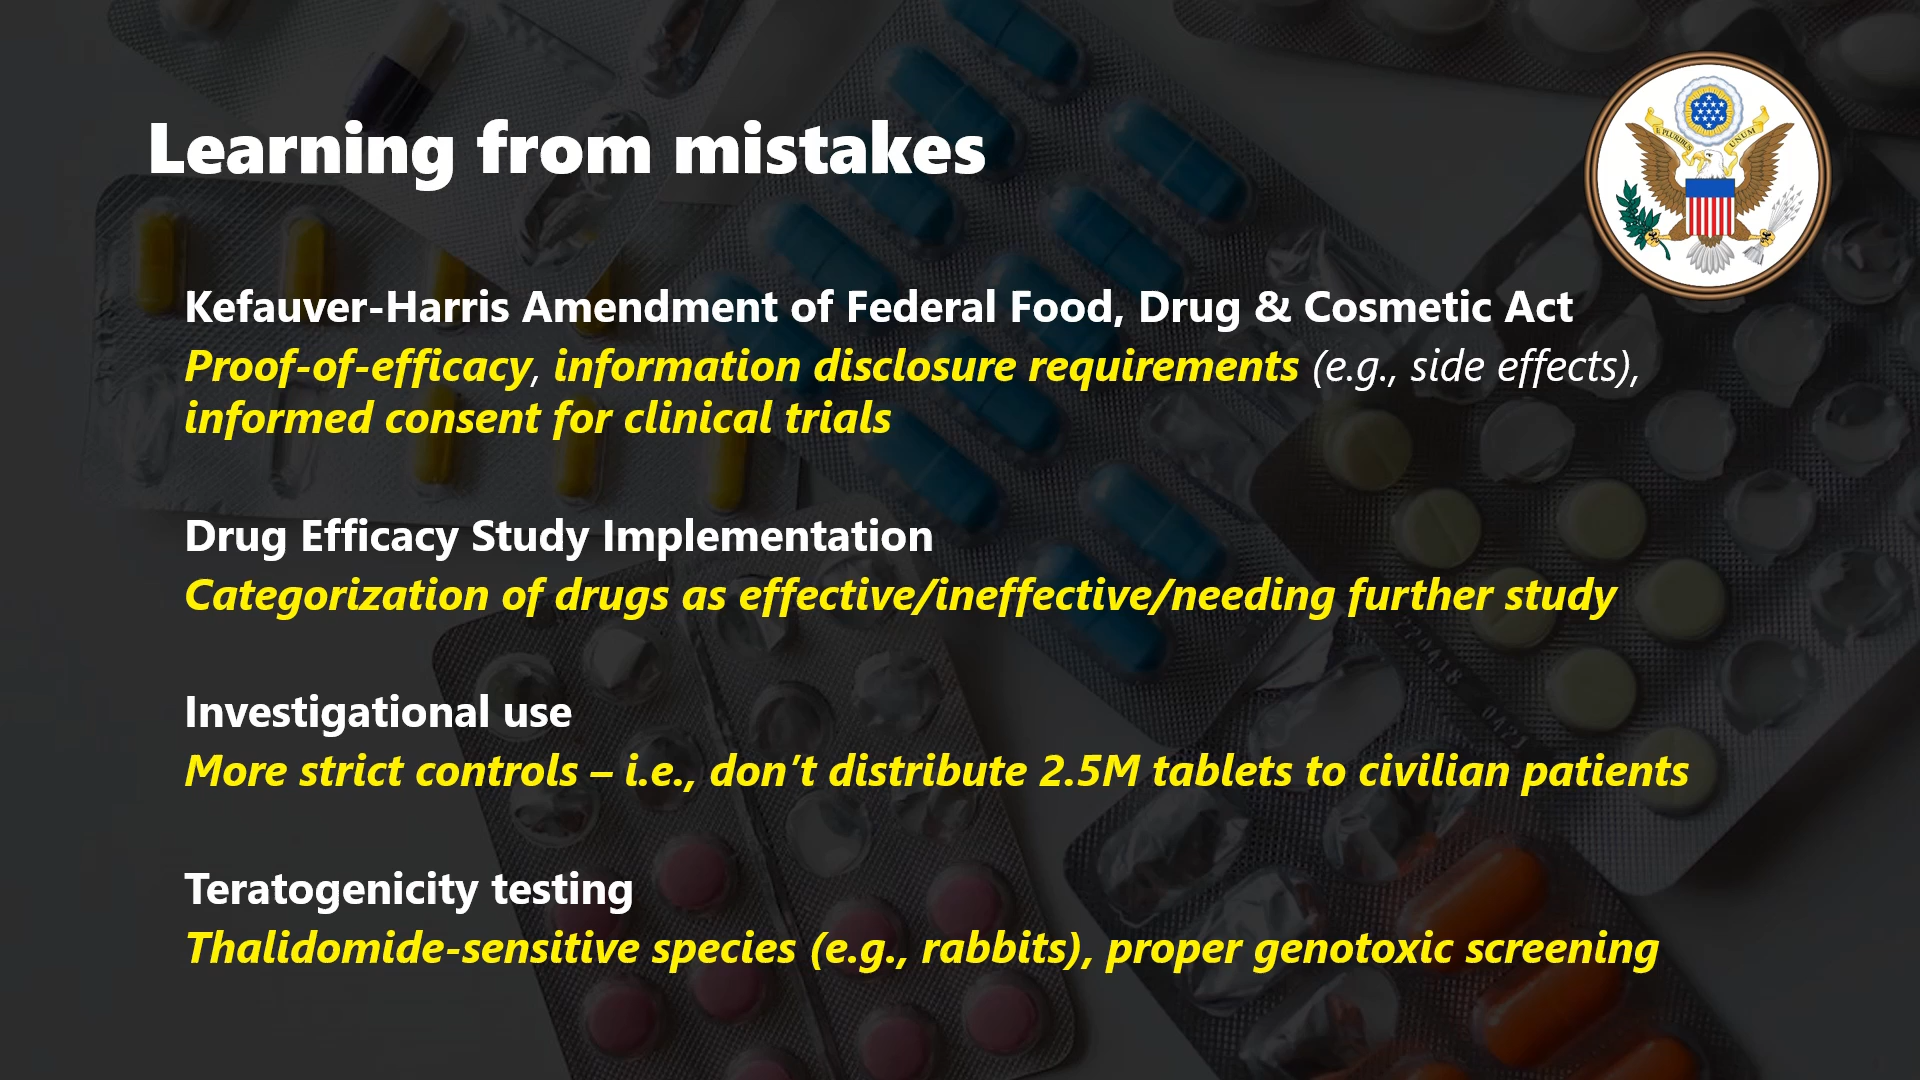 Learning from mistakes
E PLURIBUS UNUM
Kefauver-Harris Amendment of Federal Food, Drug & Cosmetic Act
Proof-of-efficacy, information disclosure requirements (e.g., side effects),
informed consent for clinical trials
Drug Efficacy Study Implementation
Categorization of drugs as effective/ineffective/needing further study
Investigational use
More strict controls – i.e., don’t distribute 2.5M tablets to civilian patients
Teratogenicity testing
Thalidomide-sensitive species (e.g., rabbits), proper genotoxic screening